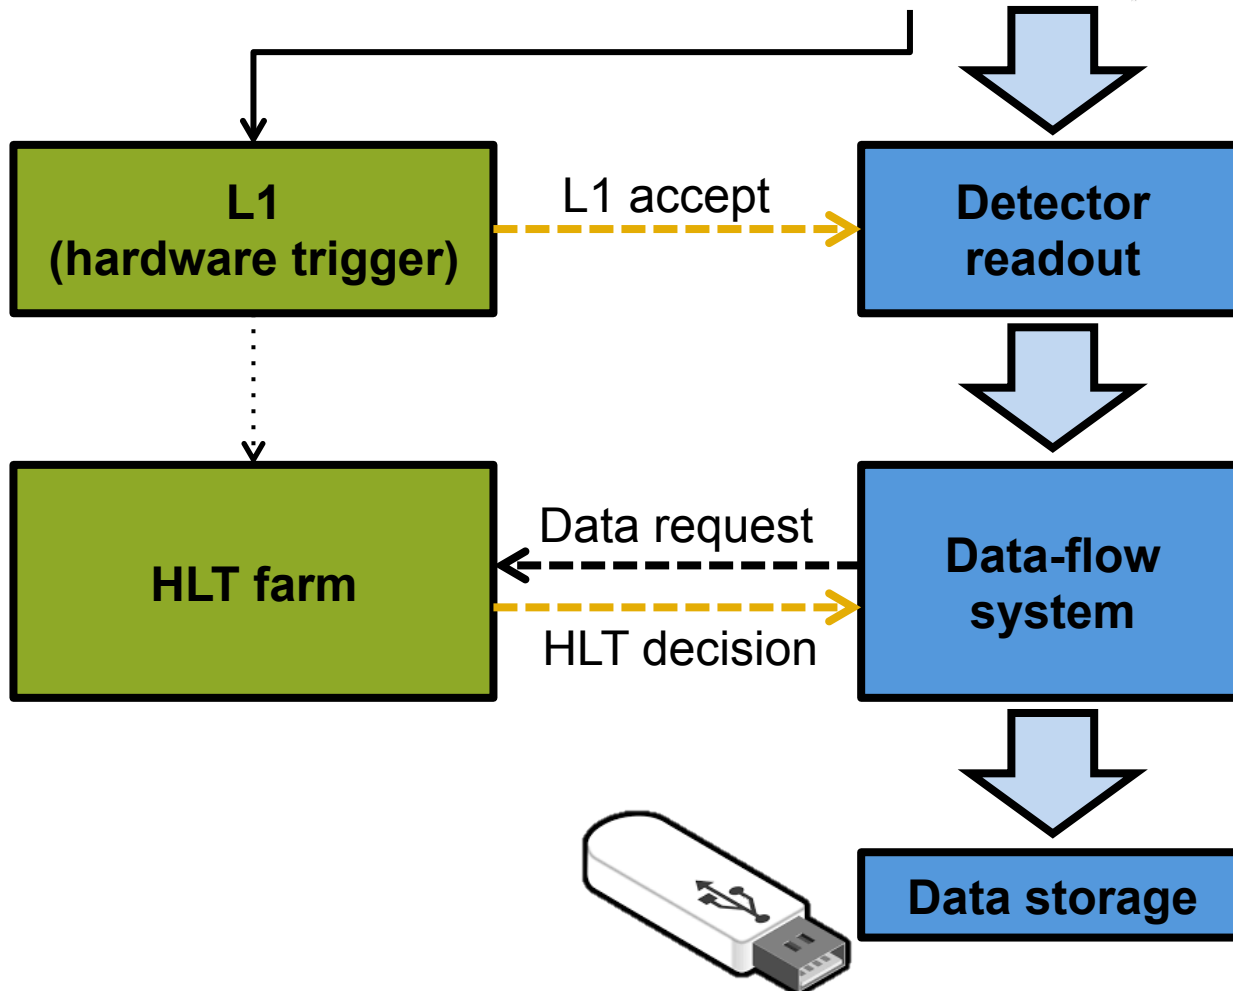 L1
(hardware trigger)
L1 accept
Detector
readout
HLT farm
Data request
HLT decision
Data-flow
system
Data storage